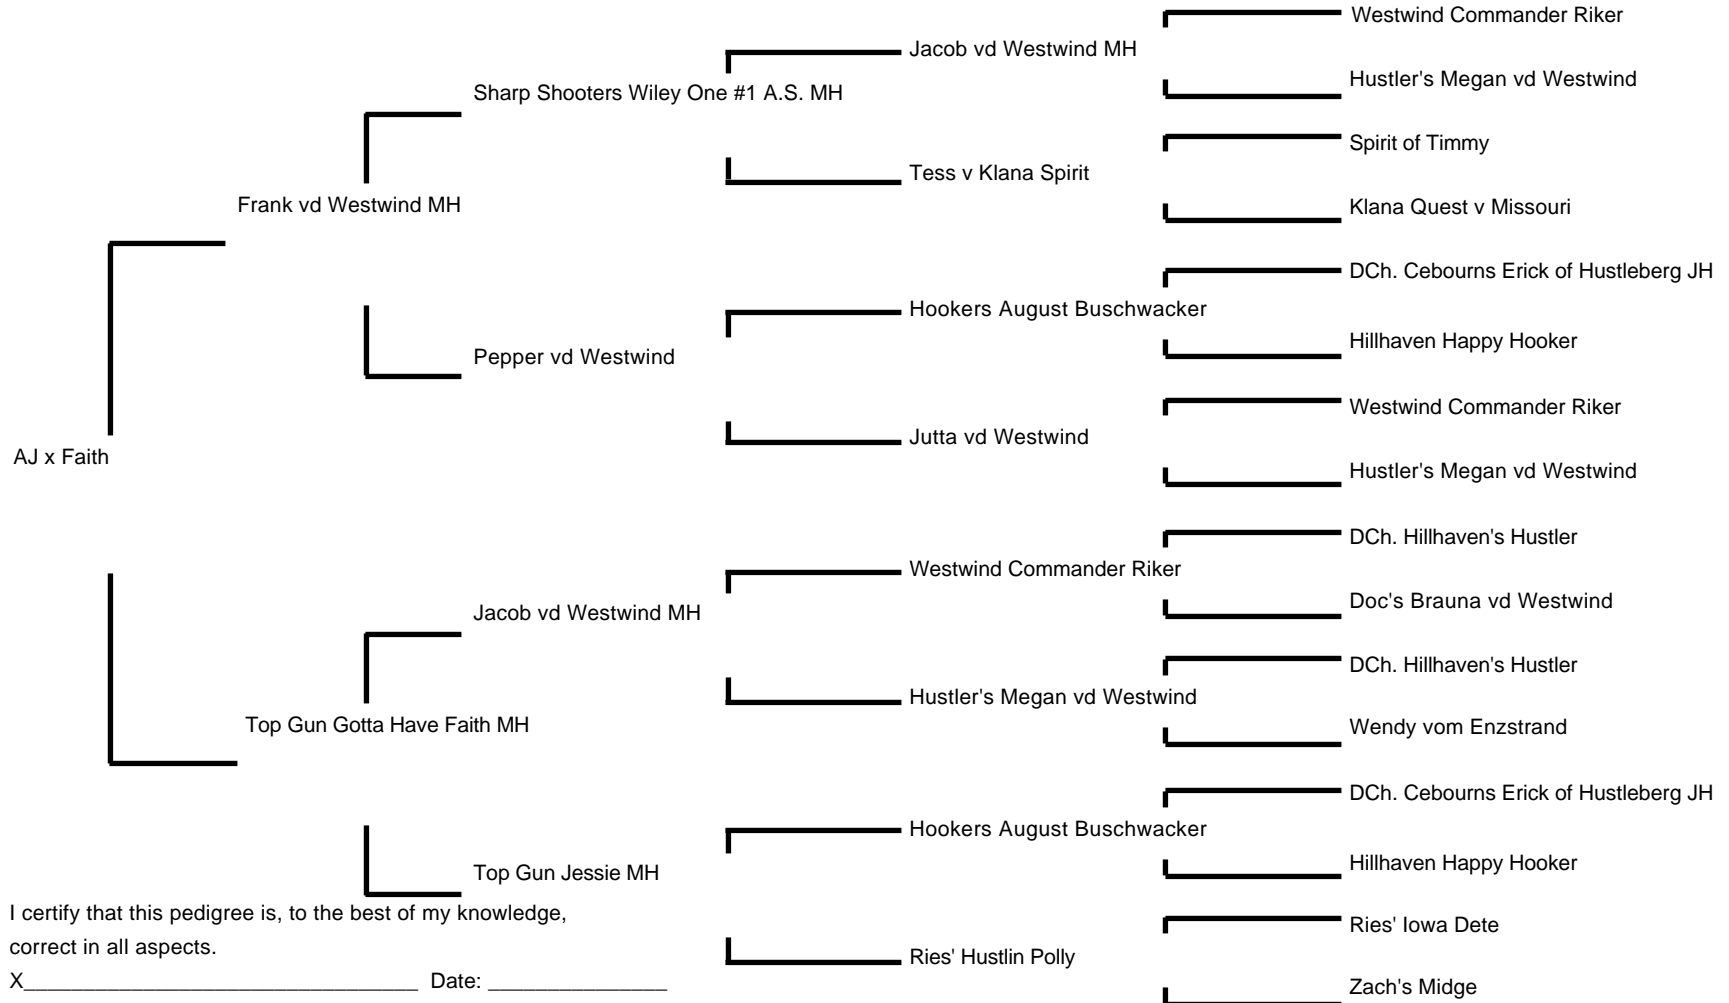 Westwind Commander Riker
Jacob vd Westwind MH
Hustler's Megan vd Westwind
Sharp Shooters Wiley One #1 A.S. MH
Spirit of Timmy
Tess v Klana Spirit
Klana Quest v Missouri
Frank vd Westwind MH
DCh. Cebourns Erick of Hustleberg JH
Hookers August Buschwacker
Hillhaven Happy Hooker
Pepper vd Westwind
Westwind Commander Riker
Jutta vd Westwind
Hustler's Megan vd Westwind
AJ x Faith
DCh. Hillhaven's Hustler
Westwind Commander Riker
Doc's Brauna vd Westwind
Jacob vd Westwind MH
DCh. Hillhaven's Hustler
Hustler's Megan vd Westwind
Wendy vom Enzstrand
Top Gun Gotta Have Faith MH
DCh. Cebourns Erick of Hustleberg JH
Hookers August Buschwacker
Hillhaven Happy Hooker
Top Gun Jessie MH
Ries' Iowa Dete
Ries' Hustlin Polly
Zach's Midge
I certify that this pedigree is, to the best of my knowledge,
correct in all aspects.
X_________________________________ Date: _______________